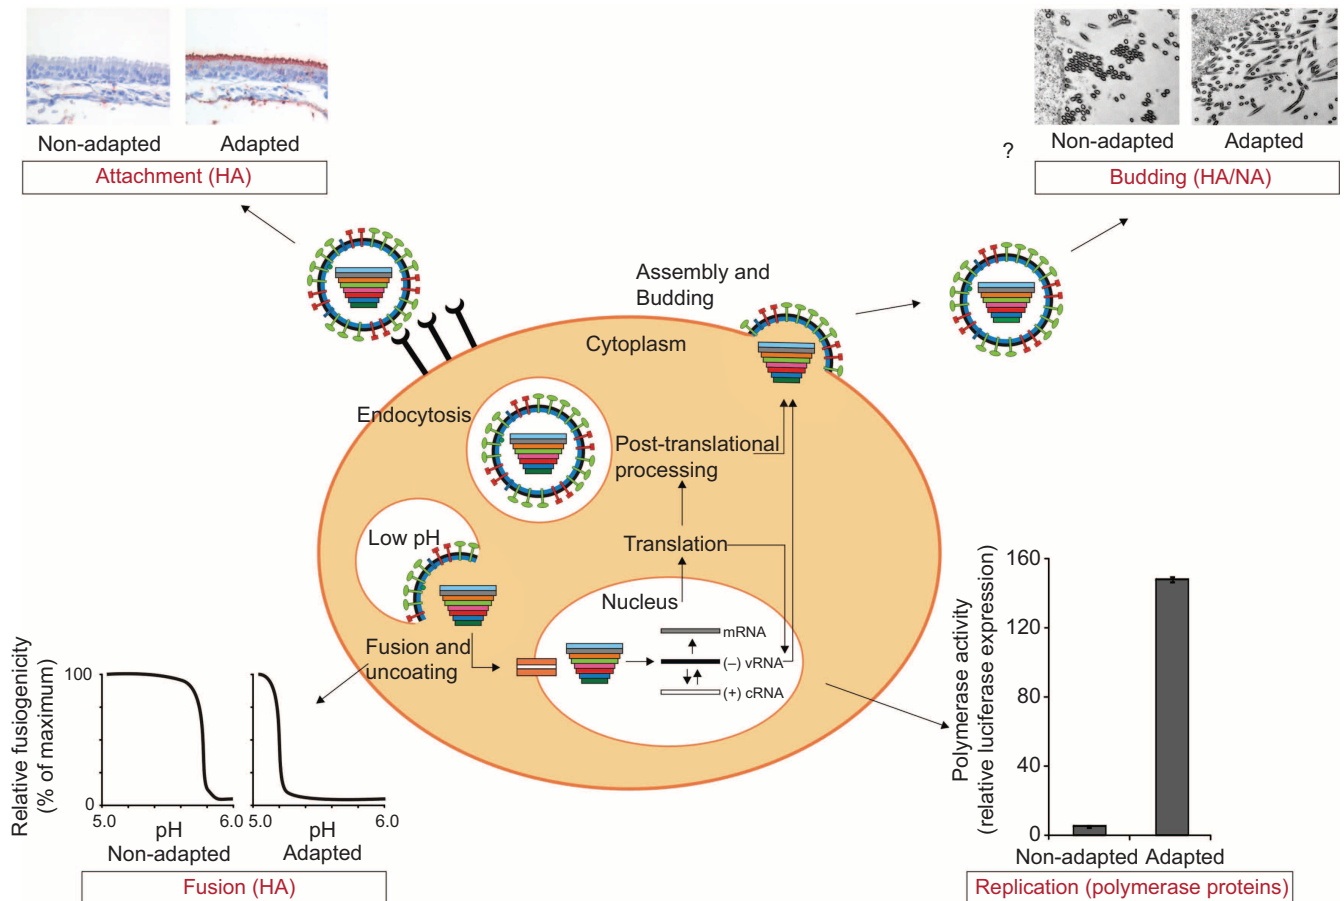 Non-adapted
Adapted
Attachment (HA)
?
Non-adapted
Adapted
Budding (HA/NA)
Assembly and
Budding
Cytoplasm
Endocytosis
Post-translational
processing
Low pH
Translation
Nucleus
mRNA
(–) vRNA
(+) cRNA
Fusion and
uncoating
Relative fusiogenicity
(% of maximum)
100
0
5.0
6.0
pH
Non-adapted
5.0
6.0
pH
Adapted
Fusion (HA)
Polymerase activity
(relative luciferase expression)
160
120
80
40
0
Non-adapted
Adapted
Replication (polymerase proteins)